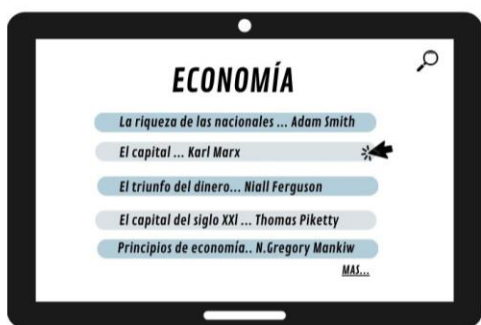 ECONOMÍA
La riqueza de las nacionales ... Adam Smith
El capital ... Karl Marx
El triunfo del dinero... Niall Ferguson
El capital del siglo XXI ... Thomas Piketty
Principios de economía.. N.Gregory Mankiw
MAS...